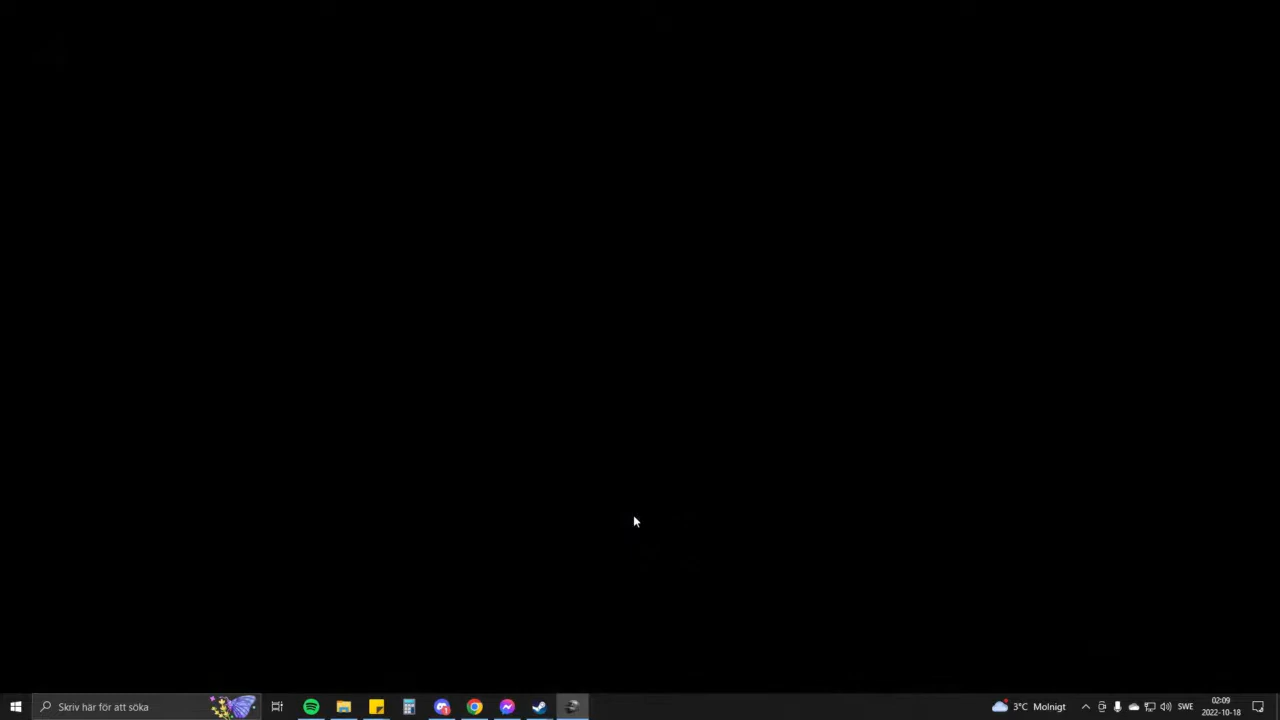 Skriv här för att söka
3°C Molnigt
SWE
02:09
2022-10-18